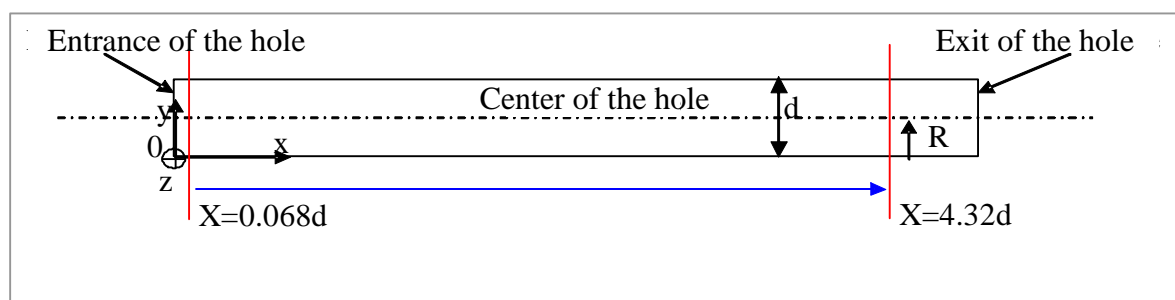 Entrance of the hole
Exit of the hole
Center of the hole
d
y
R
0
x
z
X=0.068d
X=4.32d